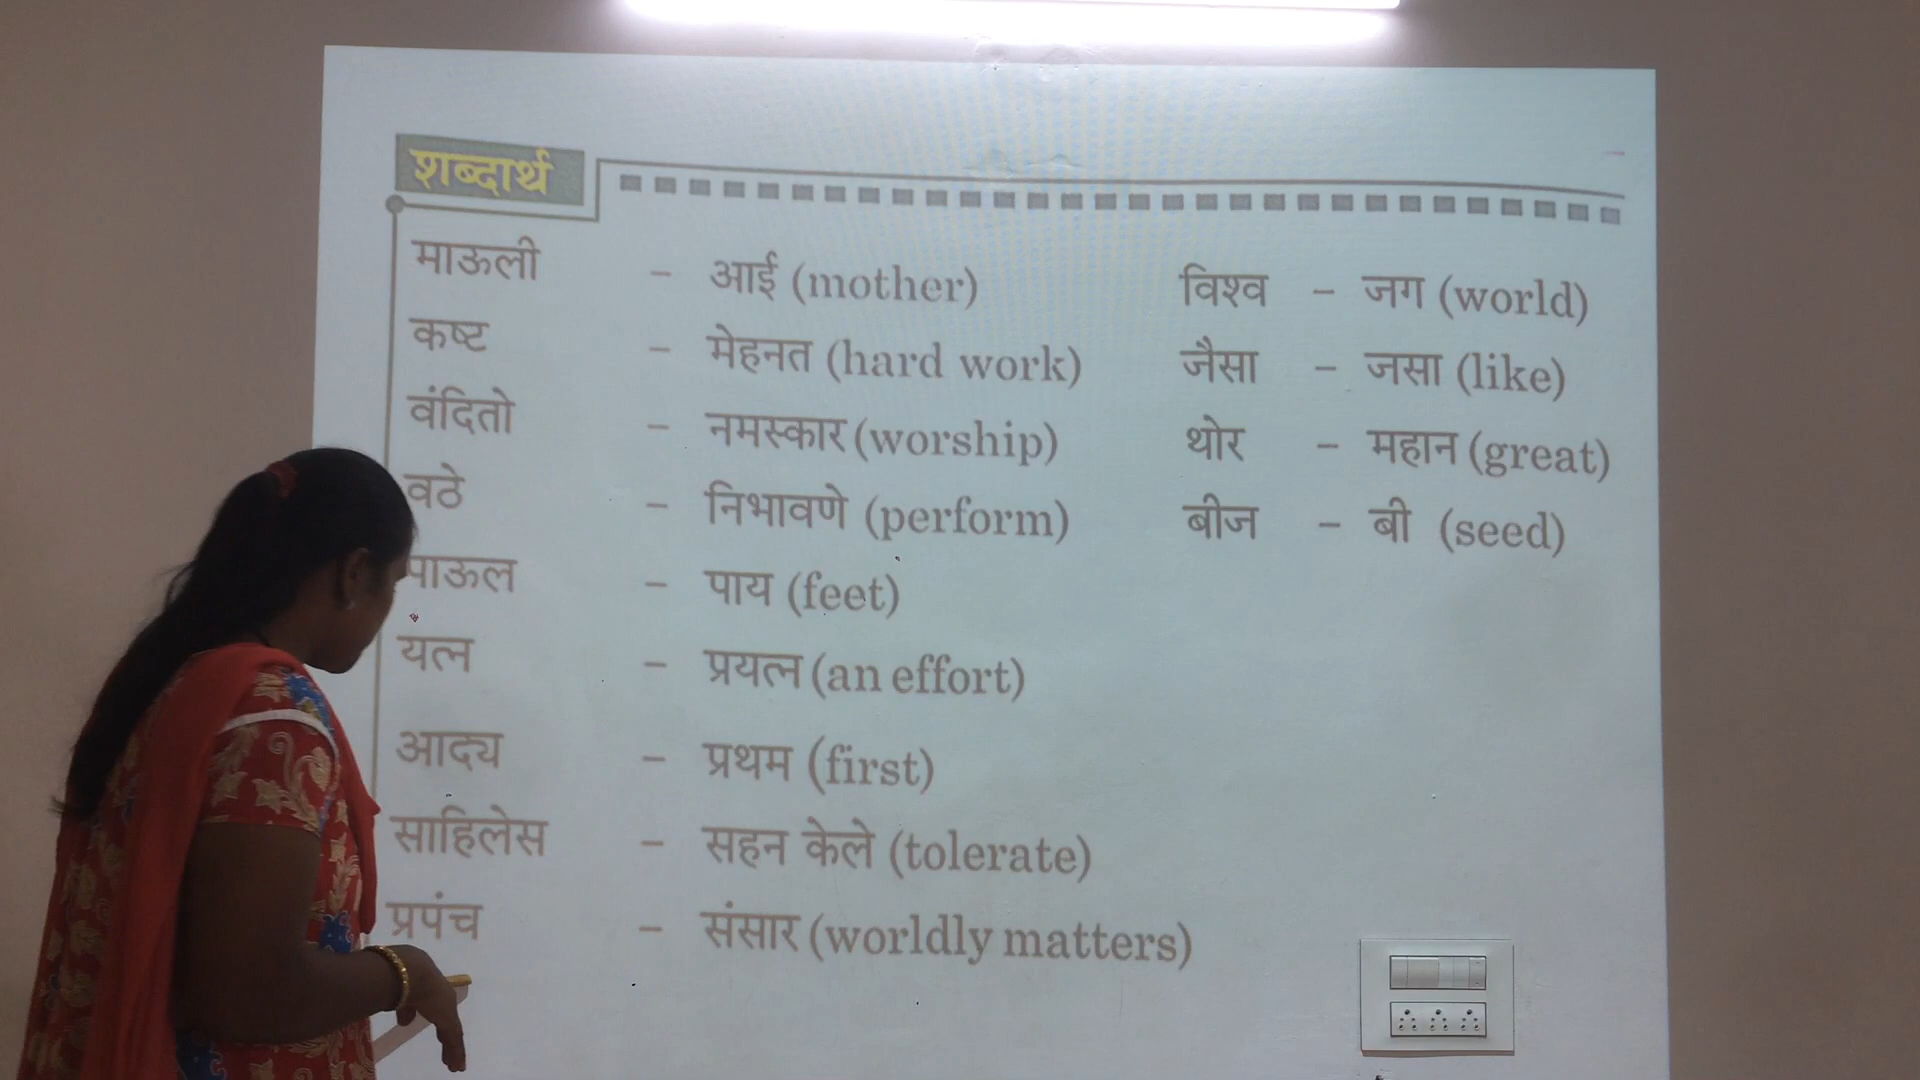 शब्दार्थ
माऊली – आई (mother)
कष्ट – मेहनत (hard work)
वंदितो – नमस्कार (worship)
वठे – निभावणे (perform)
पाऊल – पाय (feet)
यत्न – प्रयत्न (an effort)
आद्य – प्रथम (first)
साहिलेस – सहन केले (tolerate)
प्रपंच – संसार (worldly matters)
विश्व – जग (world)
जैसा – जसा (like)
थोर – महान (great)
बीज – बी (seed)